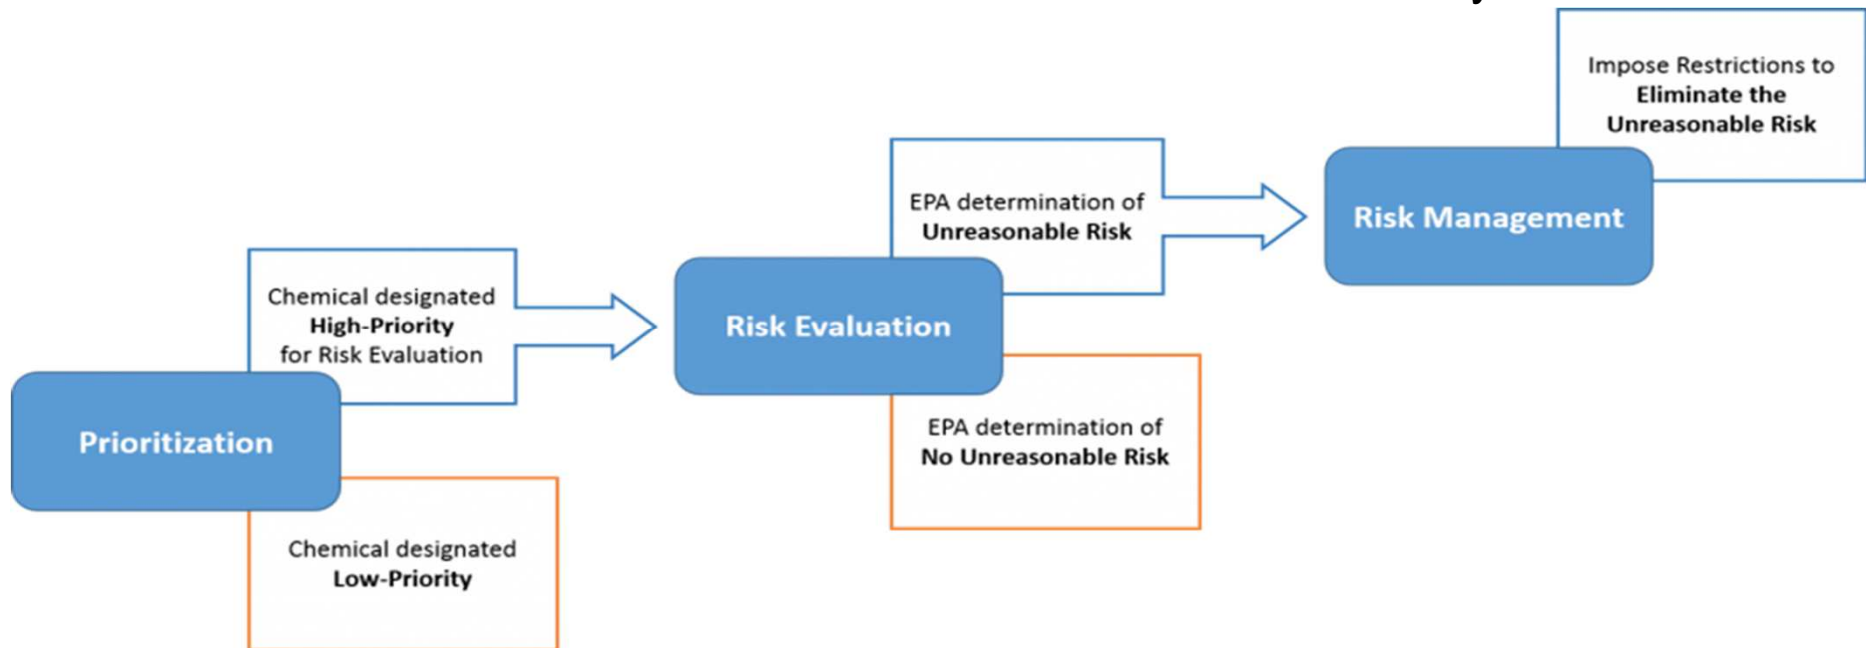 Impose Restrictions to
Eliminate the
Unreasonable Risk
Risk Management
EPA determination of
Unreasonable Risk
Chemical designated
High-Priority
for Risk Evaluation
Risk Evaluation
EPA determination of
No Unreasonable Risk
Prioritization
Chemical designated
Low-Priority